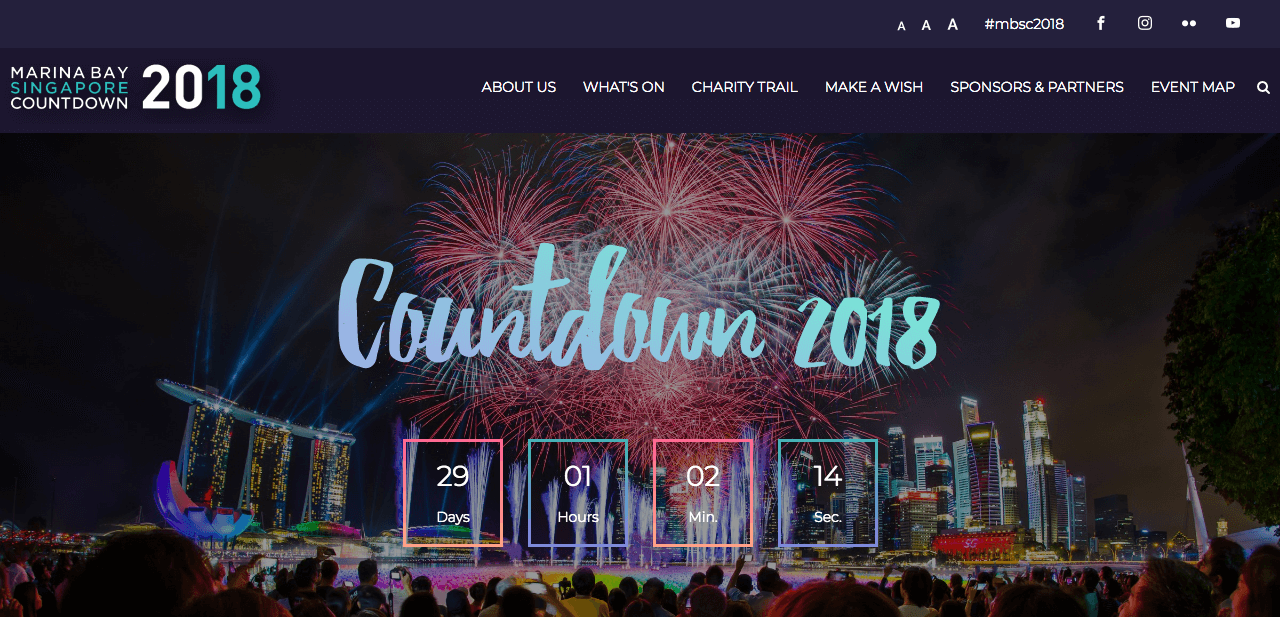 A A A #mbsc2018
MARINA BAY
SINGAPORE
COUNTDOWN
2018
ABOUT US WHAT'S ON CHARITY TRAIL MAKE A WISH SPONSORS & PARTNERS EVENT MAP
Countdown 2018
29 01 02 14
Days Hours Min. Sec.
SG